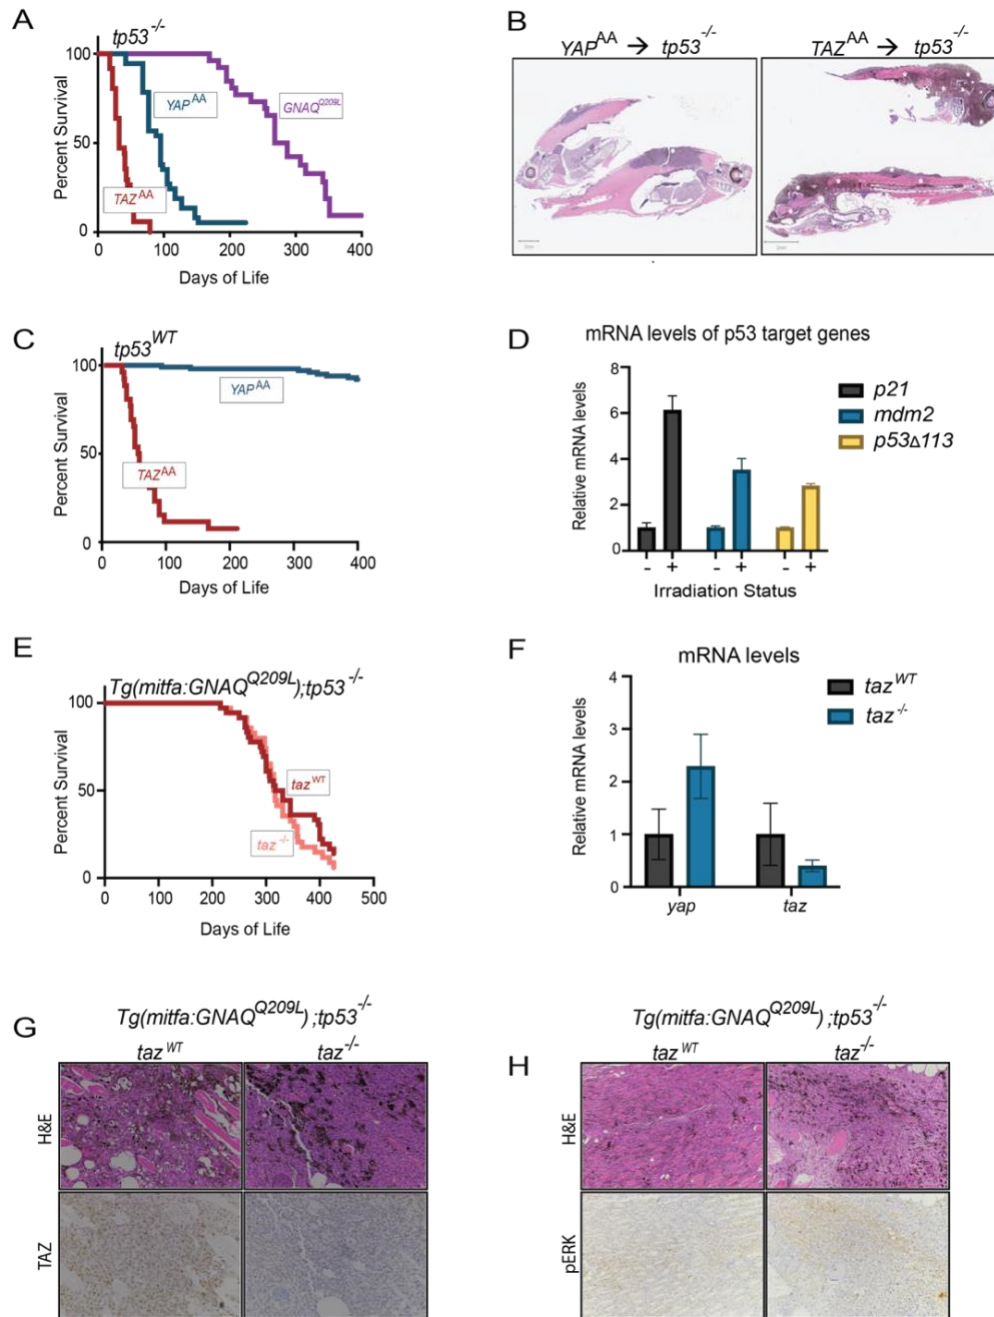 A
tp53-/-
100
50
0
Percent Survival
YAPAA
GNAQQ209L
TAZAA
0 100 200 300 400
Days of Life
B
YAPAA → tp53-/-
TAZAA → tp53-/-
C
tp53WT
100
50
0
Percent Survival
YAPAA
TAZAA
0 100 200 300 400
Days of Life
D
mRNA levels of p53 target genes
8
6
4
2
0
Relative mRNA levels
p21
mdm2
p53Δ113
- + - + - +
Irradiation Status
E
Tg(mitfa:GNAQQ209L);tp53-/-
100
50
0
Percent Survival
tazWT
taz-/-
0 100 200 300 400 500
Days of Life
F
mRNA levels
4
3
2
1
0
Relative mRNA levels
tazWT
taz-/-
yap taz
G
Tg(mitfa:GNAQQ209L);tp53-/-
tazWT taz-/-
H&E
TAZ
H
Tg(mitfa:GNAQQ209L);tp53-/-
tazWT taz-/-
H&E
pERK